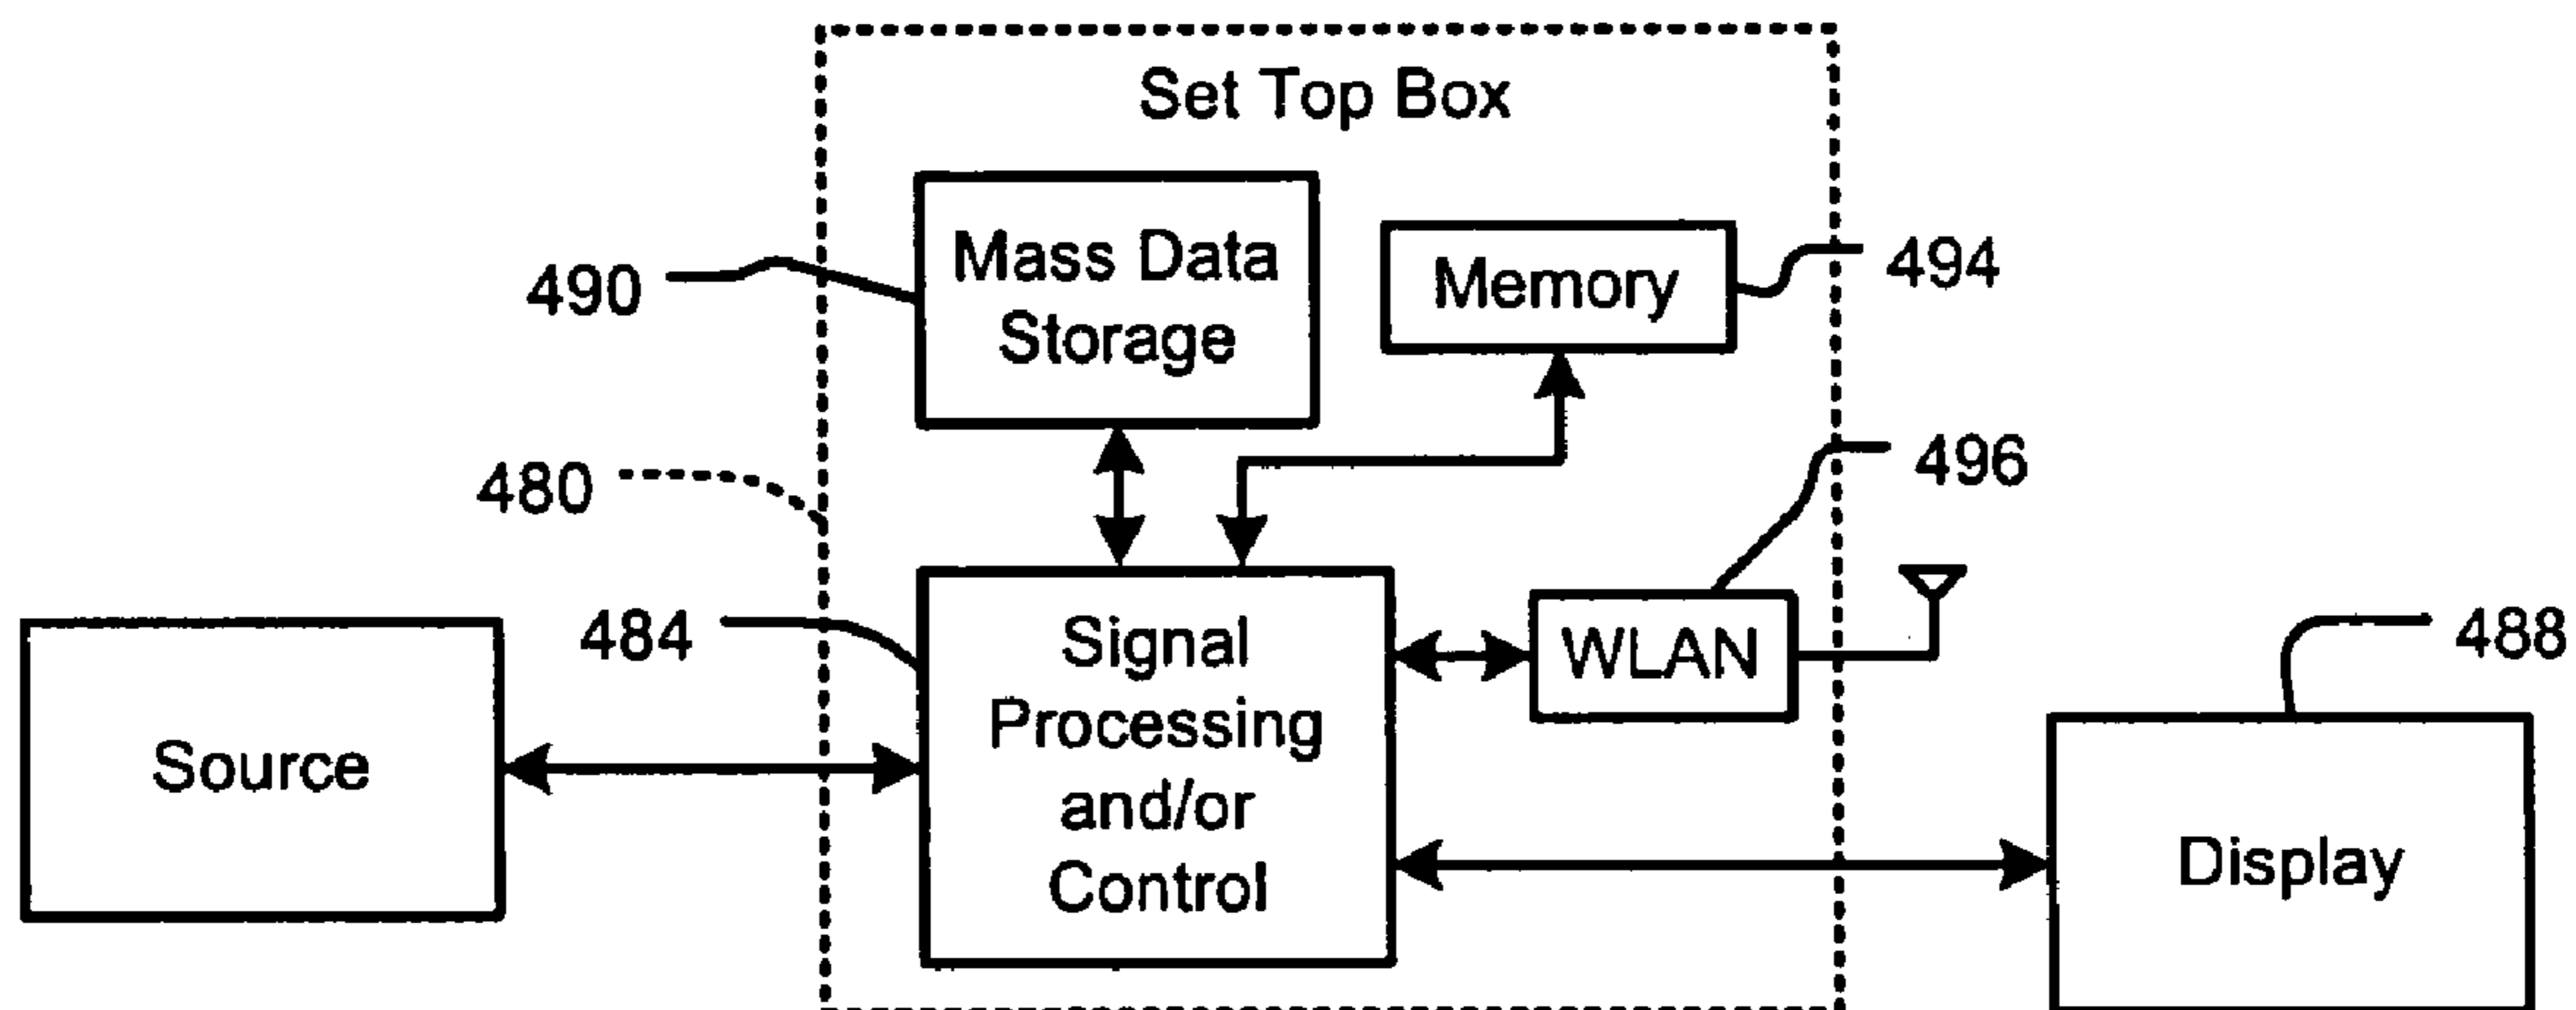 Set Top Box
Mass Data
Storage
490
Memory
494
480
496
484
Signal
Processing
and/or
Control
WLAN
488
Source
Display